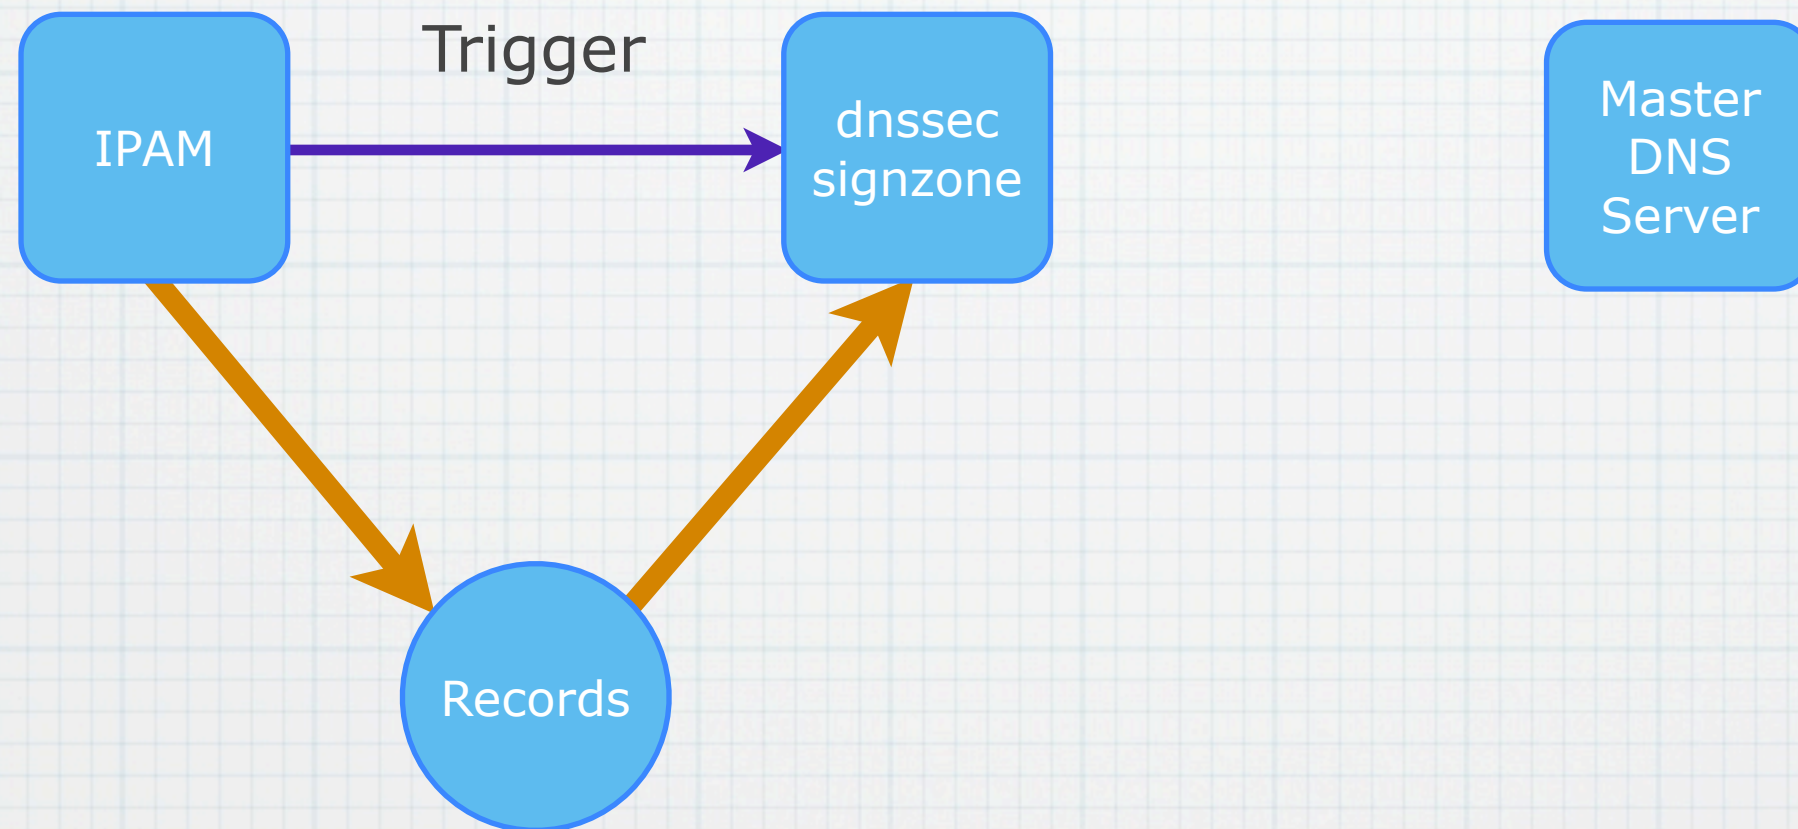 Trigger
IPAM
dnssec
signzone
Master
DNS
Server
Records